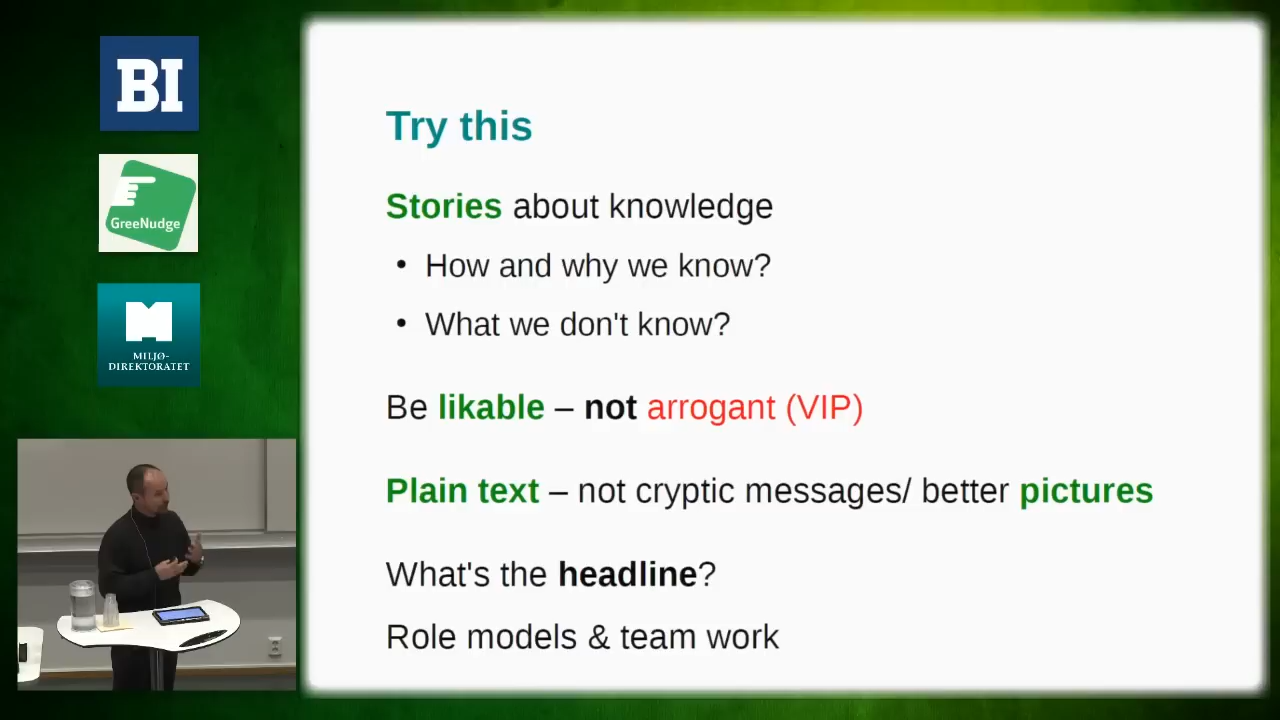 BI
GreeNudge
MILJØ-
DIREKTORATET
Try this
Stories about knowledge
• How and why we know?
• What we don't know?
Be likable – not arrogant (VIP)
Plain text – not cryptic messages/ better pictures
What's the headline?
Role models & team work